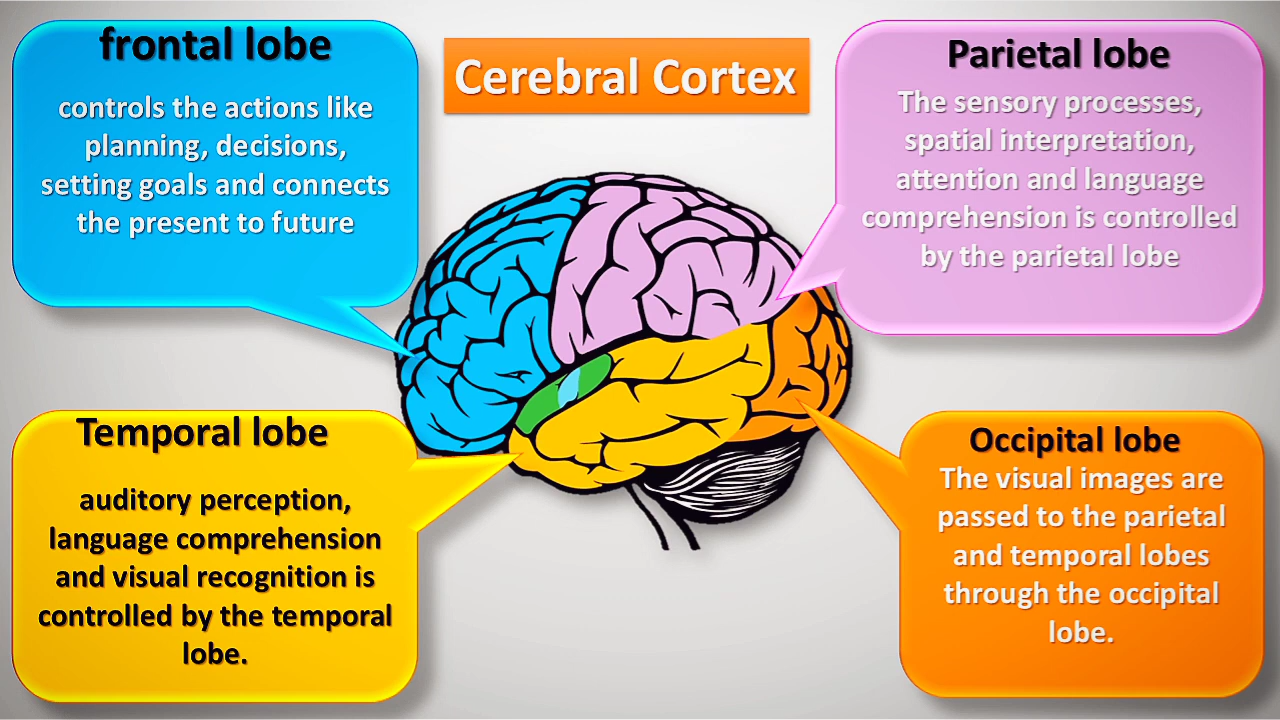 frontal lobe
controls the actions like
planning, decisions,
setting goals and connects
the present to future
Cerebral Cortex
Parietal lobe
The sensory processes,
spatial interpretation,
attention and language
comprehension is controlled
by the parietal lobe
Temporal lobe
auditory perception,
language comprehension
and visual recognition is
controlled by the temporal
lobe.
Occipital lobe
The visual images are
passed to the parietal
and temporal lobes
through the occipital
lobe.